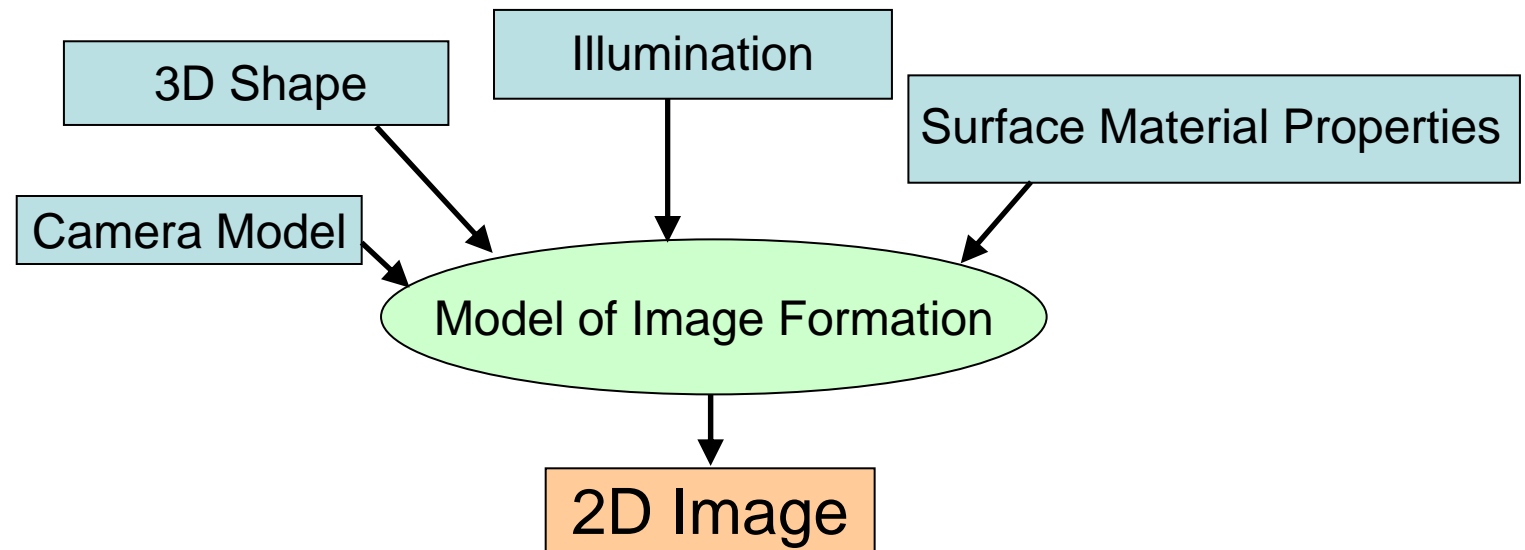 Illumination
3D Shape
Surface Material Properties
Camera Model
Model of Image Formation
2D Image